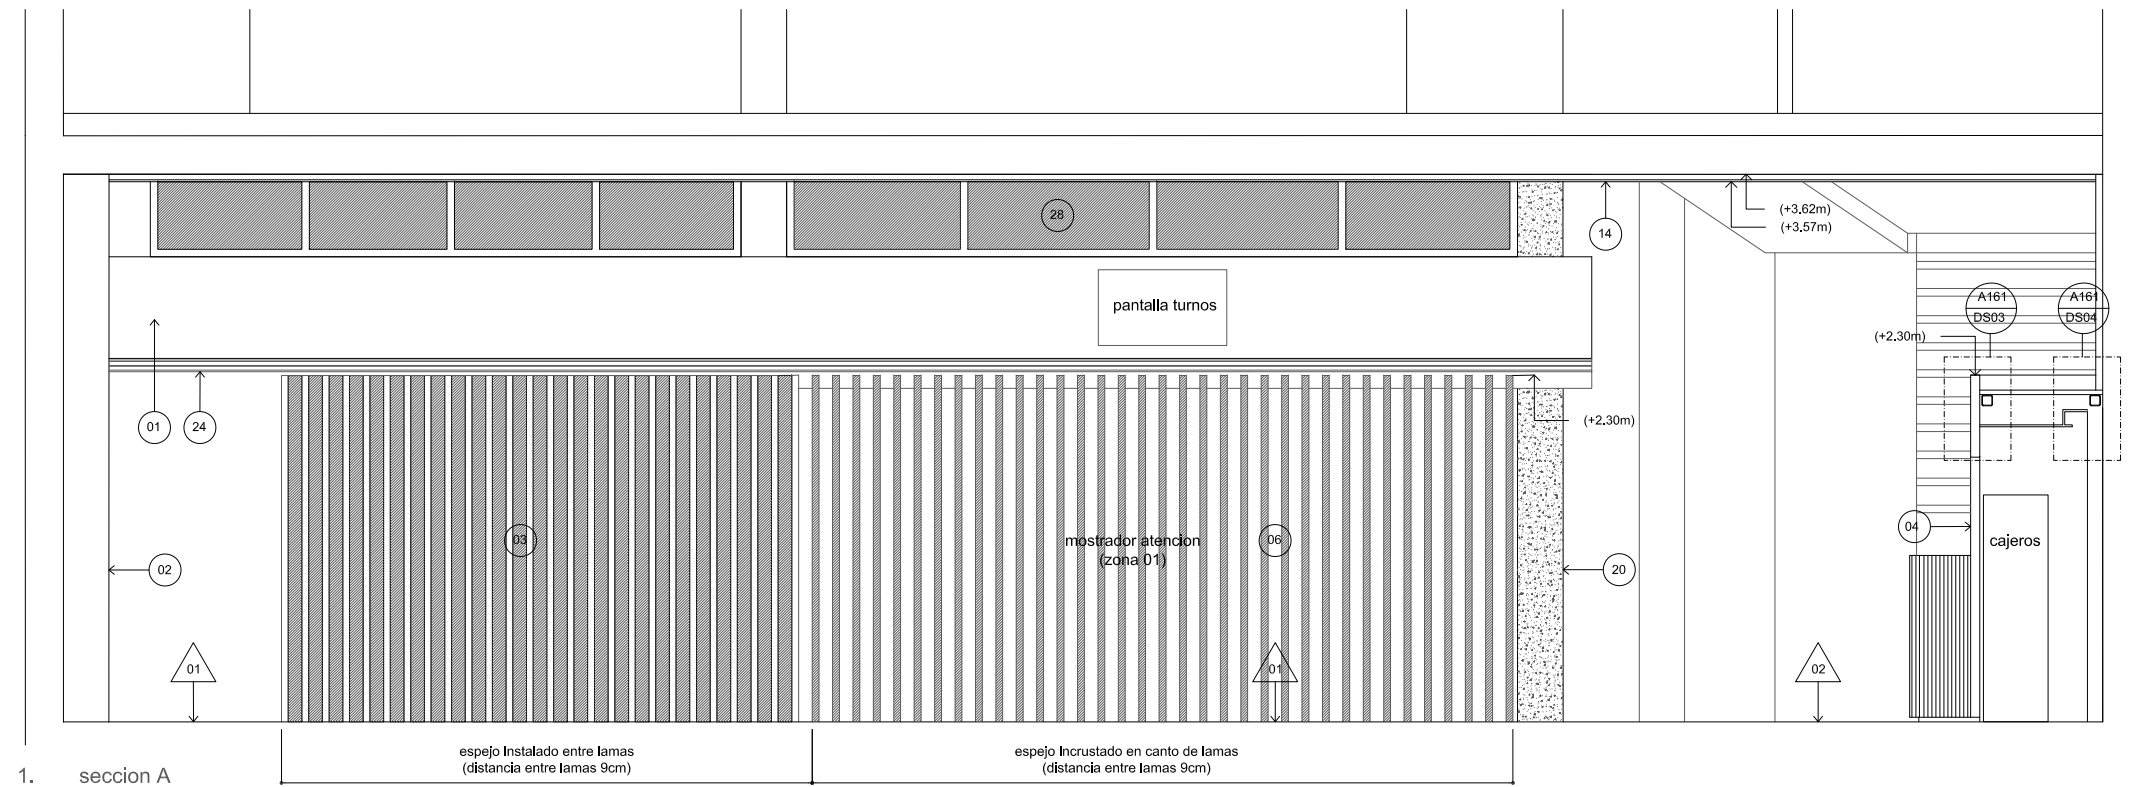 28
14
(+3.62m)
(+3.57m)
pantalla turnos
A161
DS03
A161
DS04
(+2.30m)
01
24
(+2.30m)
03
mostrador atencion
(zona 01)
06
04
cajeros
02
20
01
01
02
espejo Instalado entre lamas
(distancia entre lamas 9cm)
espejo Incrustado en canto de lamas
(distancia entre lamas 9cm)
1. seccion A